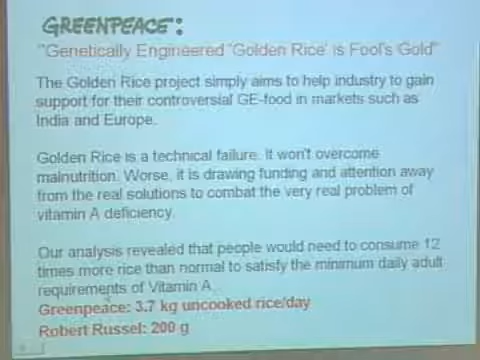 GREENPEACE:
"Genetically Engineered 'Golden Rice' is Fool's Gold"
The Golden Rice project simply aims to help industry to gain
support for their controversial GE-food in markets such as
India and Europe.
Golden Rice is a technical failure. It won't overcome
malnutrition. Worse, it is drawing funding and attention away
from the real solutions to combat the very real problem of
vitamin A deficiency.
Our analysis revealed that people would need to consume 12
times more rice than normal to satisfy the minimum daily adult
requirements of Vitamin A.
Greenpeace: 3.7 kg uncooked rice/day
Robert Russel: 200 g